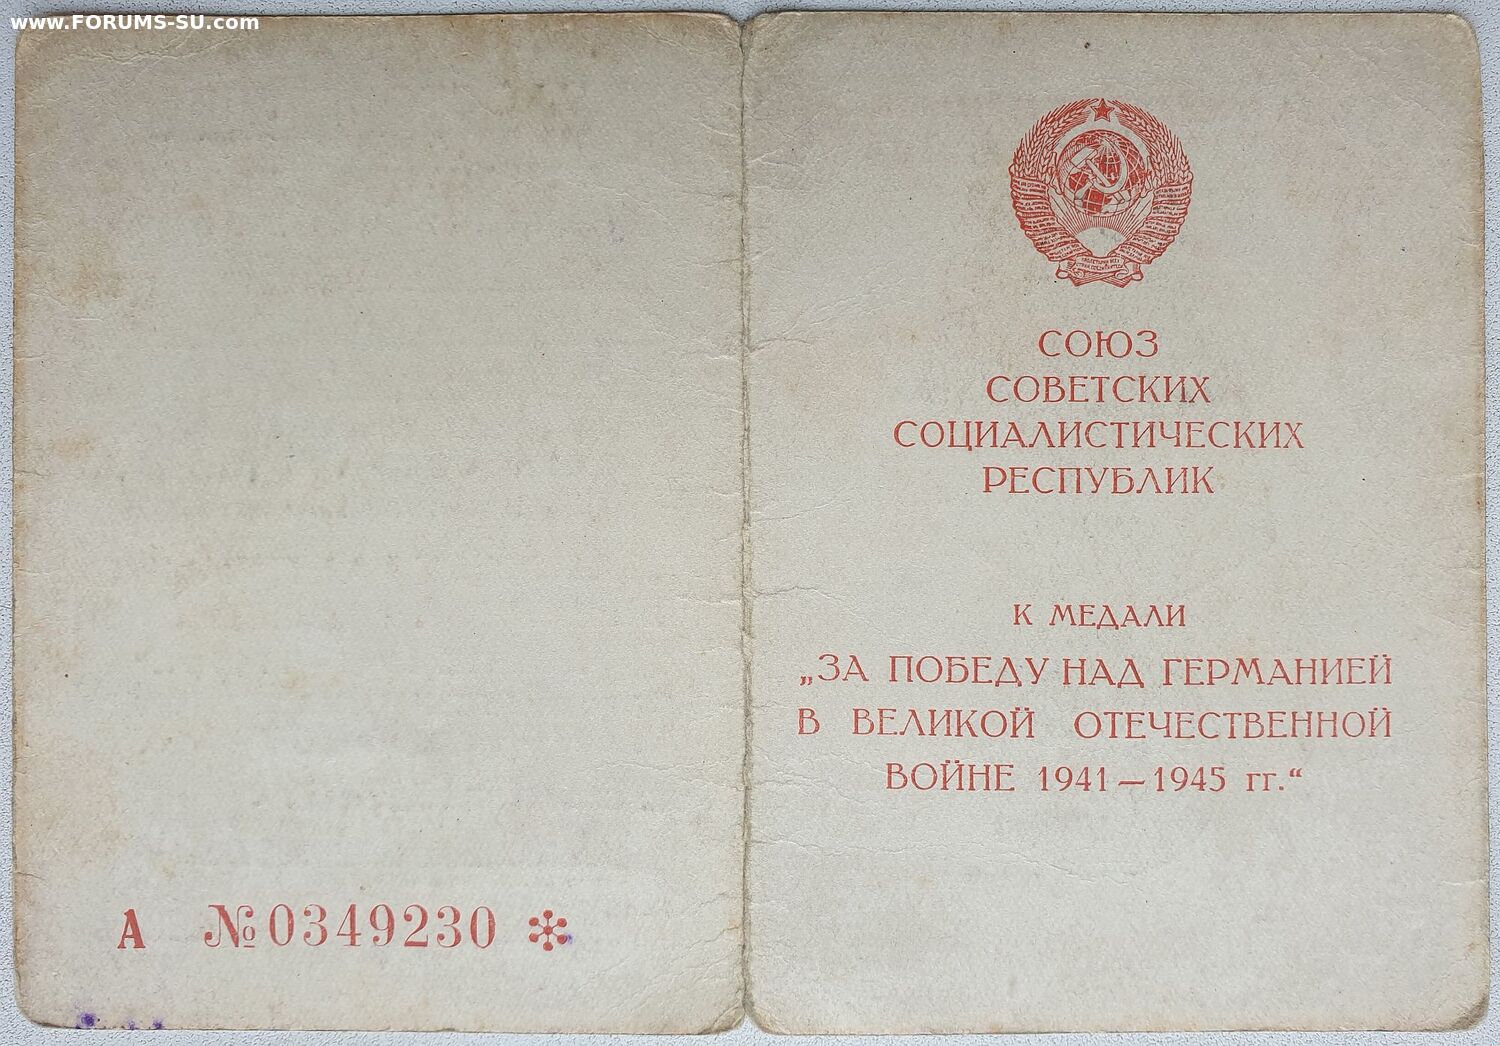 www.FORUMS-SU.com
СОЮЗ
СОВЕТСКИХ
СОЦИАЛИСТИЧЕСКИХ
РЕСПУБЛИК
К МЕДАЛИ
„ЗА ПОБЕДУ НАД ГЕРМАНИЕЙ
В ВЕЛИКОЙ ОТЕЧЕСТВЕННОЙ
ВОЙНЕ 1941—1945 гг.“
А №0349230 *